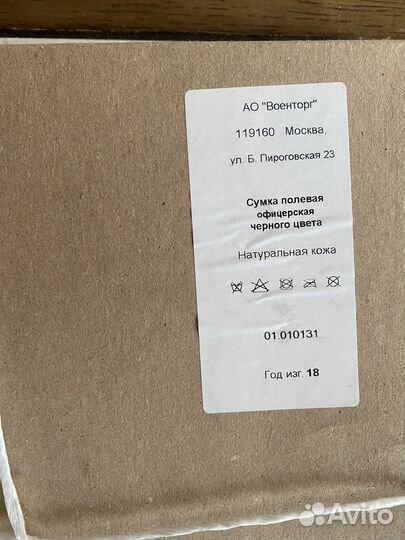 АО "Военторг"
119160 Москва,
ул. Б. Пироговская 23
Сумка полевая
офицерская
черного цвета
Натуральная кожа
01.010131
Год изг. 18
Avito